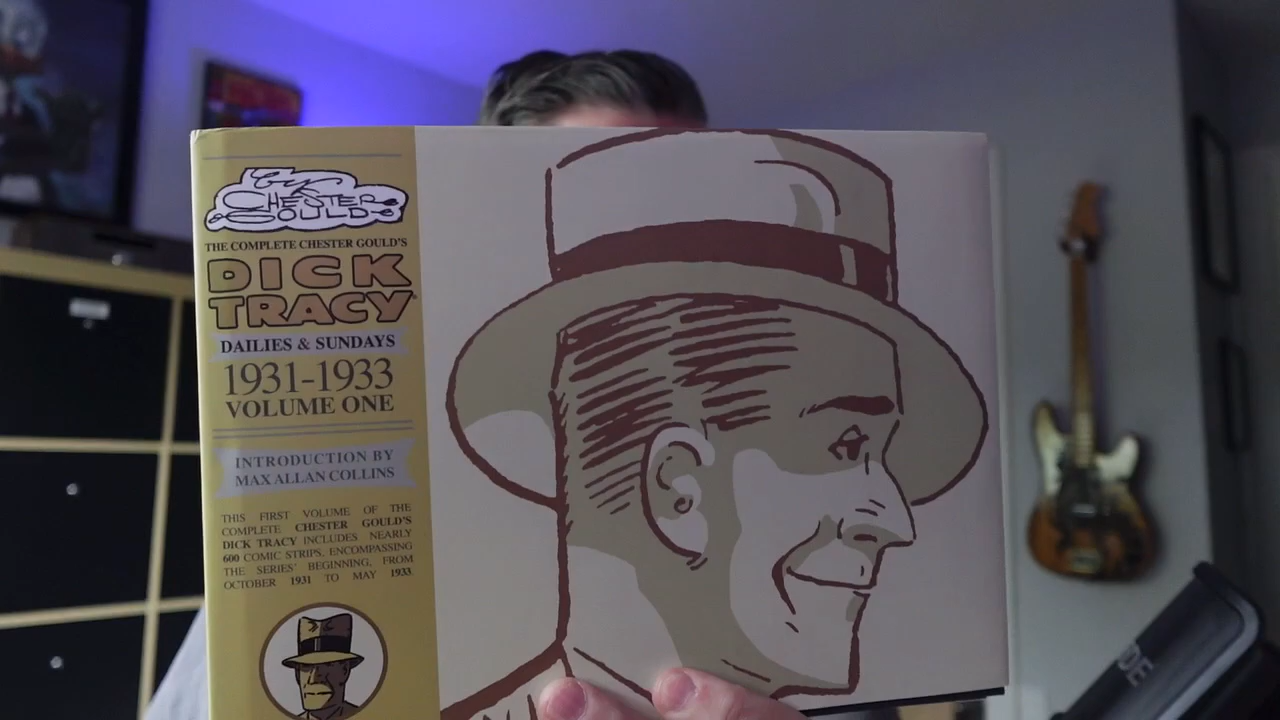 By
CHESTER
GOULD
THE COMPLETE CHESTER GOULD'S
DICK
TRACY
DAILIES & SUNDAYS
1931-1933
VOLUME ONE
INTRODUCTION BY
MAX ALLAN COLLINS
THIS FIRST VOLUME OF THE
COMPLETE CHESTER GOULD'S
DICK TRACY INCLUDES NEARLY
600 COMIC STRIPS, ENCOMPASSING
THE SERIES' BEGINNING, FROM
OCTOBER 1931 TO MAY 1933.